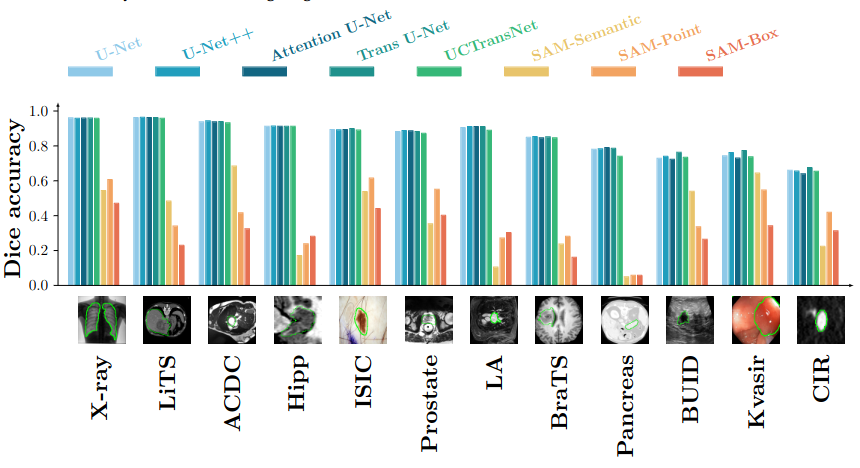 U-Net
U-Net++
Attention U-Net
Trans U-Net
UCTransNet
SAM-Semantic
SAM-Point
SAM-Box
Dice accuracy
1.0
0.8
0.6
0.4
0.2
0.0
X-ray
LiTS
ACDC
Hipp
ISIC
Prostate
LA
BraTS
Pancreas
BUID
Kvasir
CIR